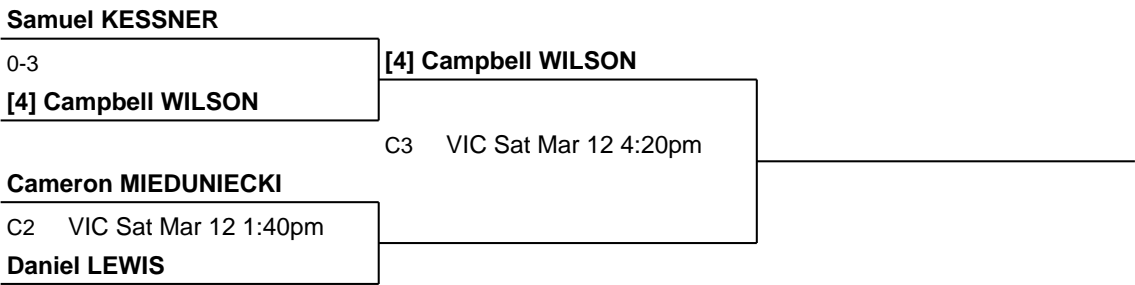 Samuel KESSNER
0-3
[4] Campbell WILSON
[4] Campbell WILSON
C3 VIC Sat Mar 12 4:20pm
Cameron MIEDUNIECKI
C2 VIC Sat Mar 12 1:40pm
Daniel LEWIS